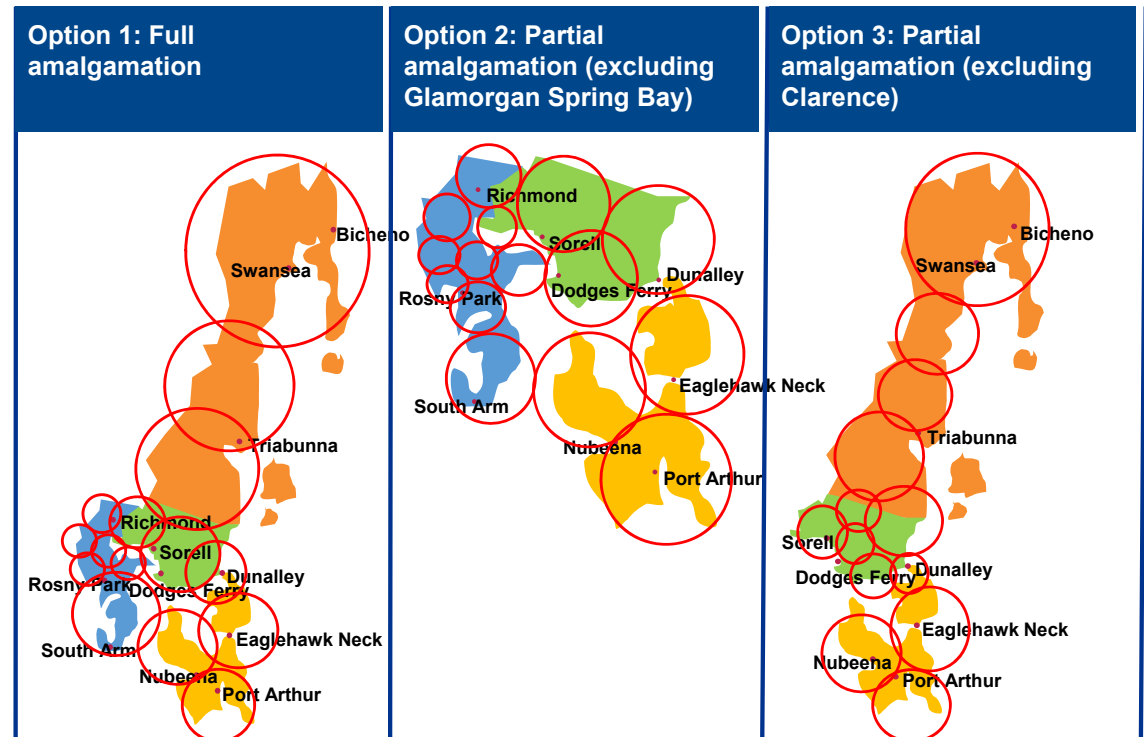 Option 1: Full
amalgamation
Option 2: Partial
amalgamation (excluding
Glamorgan Spring Bay)
Option 3: Partial
amalgamation (excluding
Clarence)
Bicheno
Swansea
Triabunna
Richmond
Sorell
Dunalley
Rosny Park
Dodges Ferry
Eaglehawk Neck
South Arm
Nubeena
Port Arthur
Richmond
Sorell
Dunalley
Dodges Ferry
Rosny Park
Eaglehawk Neck
South Arm
Nubeena
Port Arthur
Bicheno
Swansea
Triabunna
Sorell
Dunalley
Dodges Ferry
Eaglehawk Neck
Nubeena
Port Arthur